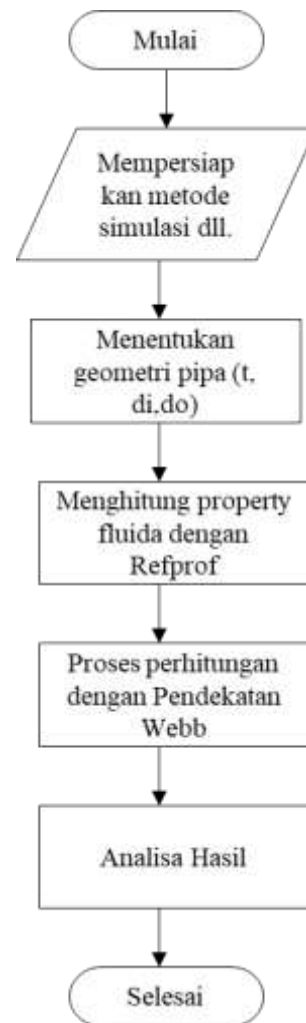 Mulai
Mempersiap
kan metode
simulasi dll.
Menentukan
geometri pipa (t,
di,do)
Menghitung property
fluida dengan
Refprof
Proses perhitungan
dengan Pendekatan
Webb
Analisa Hasil
Selesai